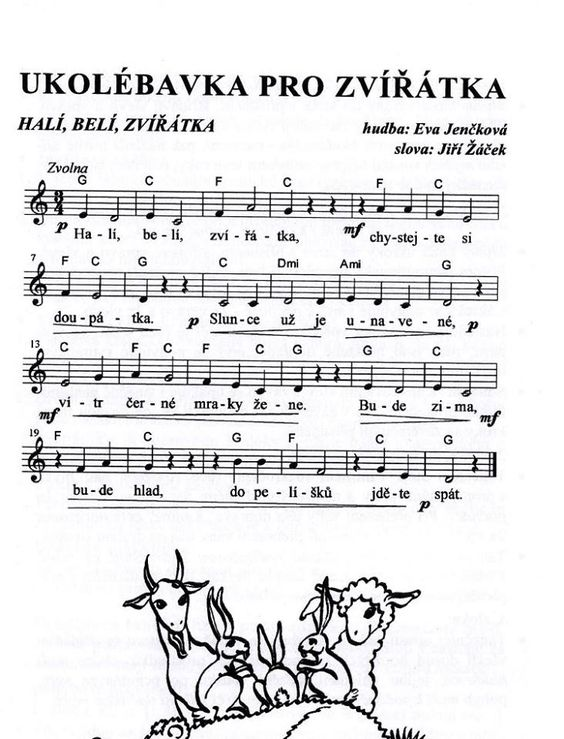 UKOLÉBAVKA PRO ZVÍŘÁTKA
HALÍ, BELÍ, ZVÍŘÁTKA
hudba: Eva Jenčková
slova: Jiří Žáček
Zvolna
G C F G F C
p Ha - lí, be - lí, zví - řá - tka, mf chy - stej - te si
7 F C G C Dmi Ami G
dou - pá - tka. p Slun - ce už je u - na - ve - né, p
13 C F C F C G F C G
mf ví - tr čer - né mra - ky že - ne. Bu - de zi - ma, mf
19 F C G F C G
bu - de hlad, do pe - lí - šků jdě - te spát. p